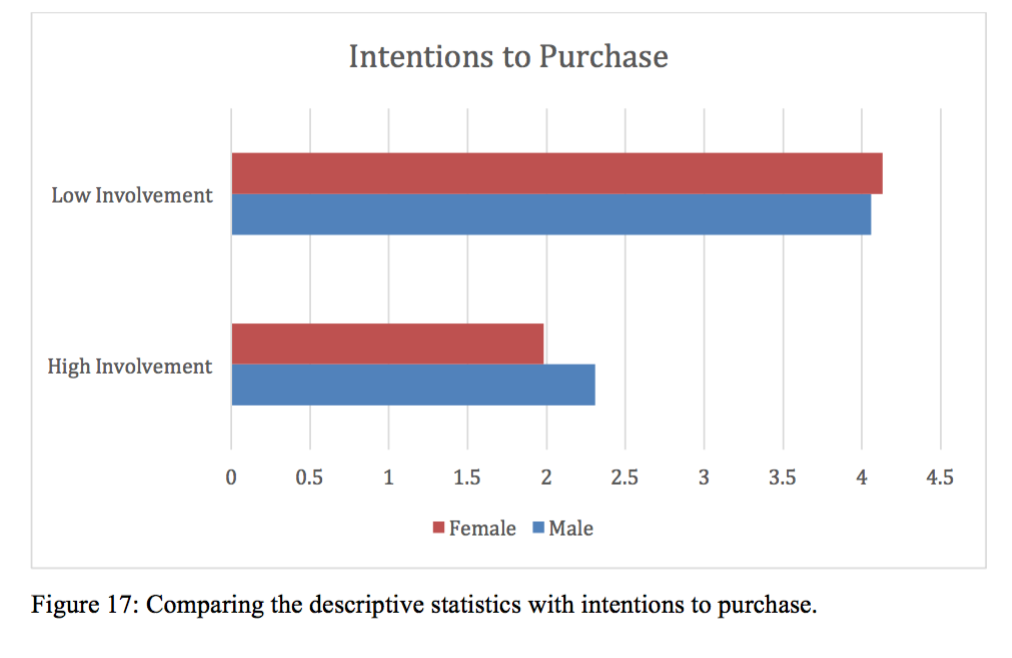 Intentions to Purchase
Low Involvement
High Involvement
0 0.5 1 1.5 2 2.5 3 3.5 4 4.5
Female Male
Figure 17: Comparing the descriptive statistics with intentions to purchase.